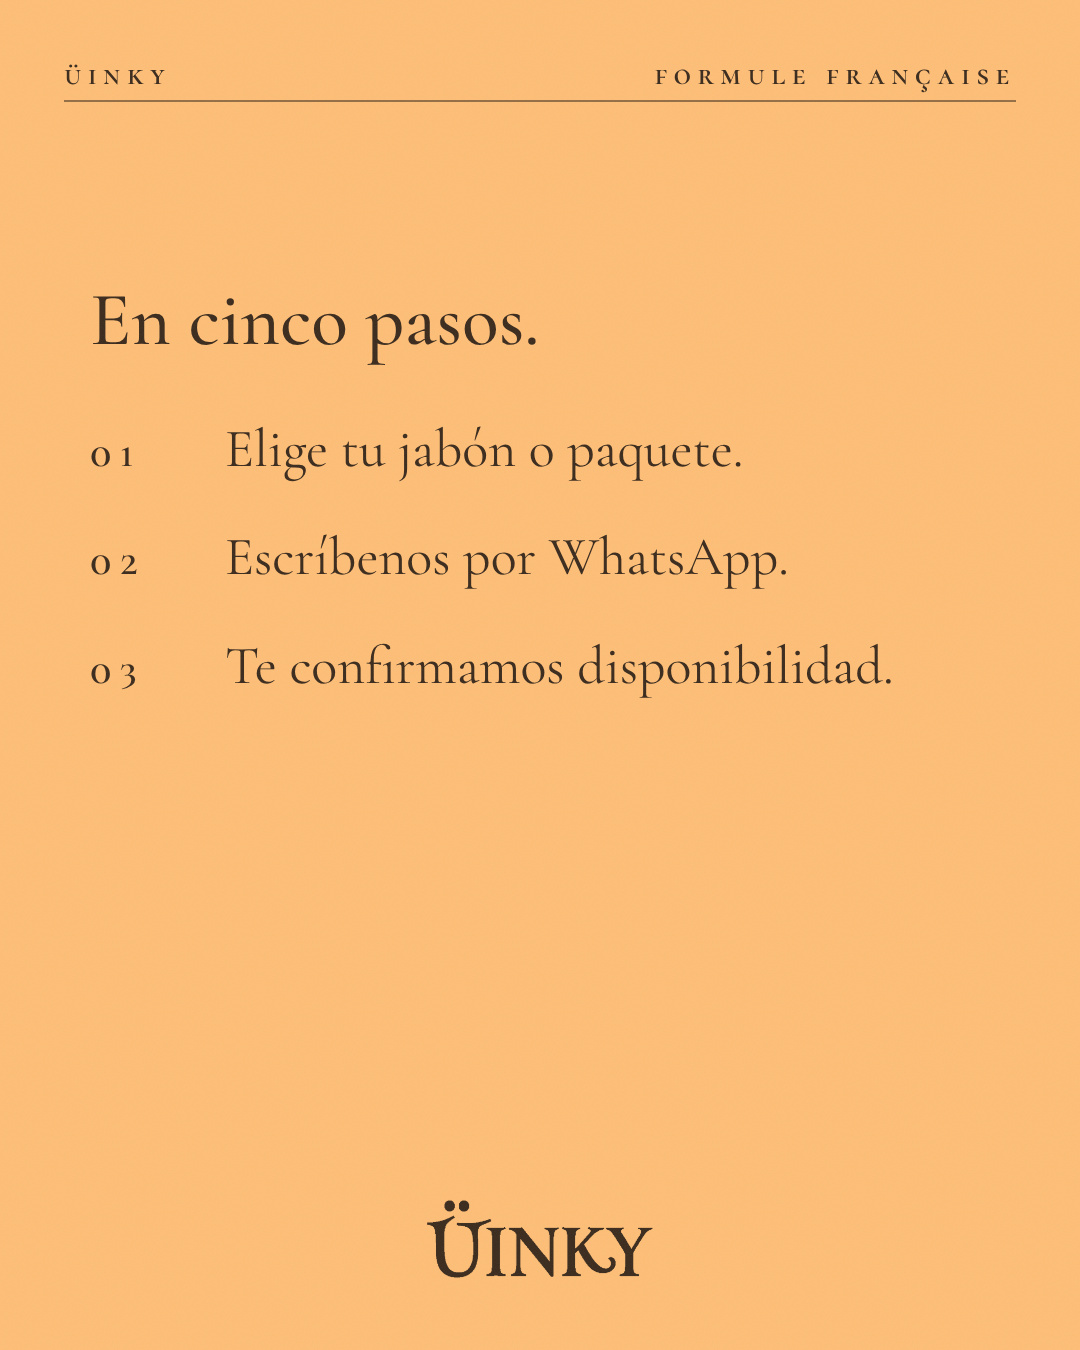 ÜINKY FORMULE FRANÇAISE
En cinco pasos.
01 Elige tu jabón o paquete.
02 Escríbenos por WhatsApp.
03 Te confirmamos disponibilidad.
ÜINKY